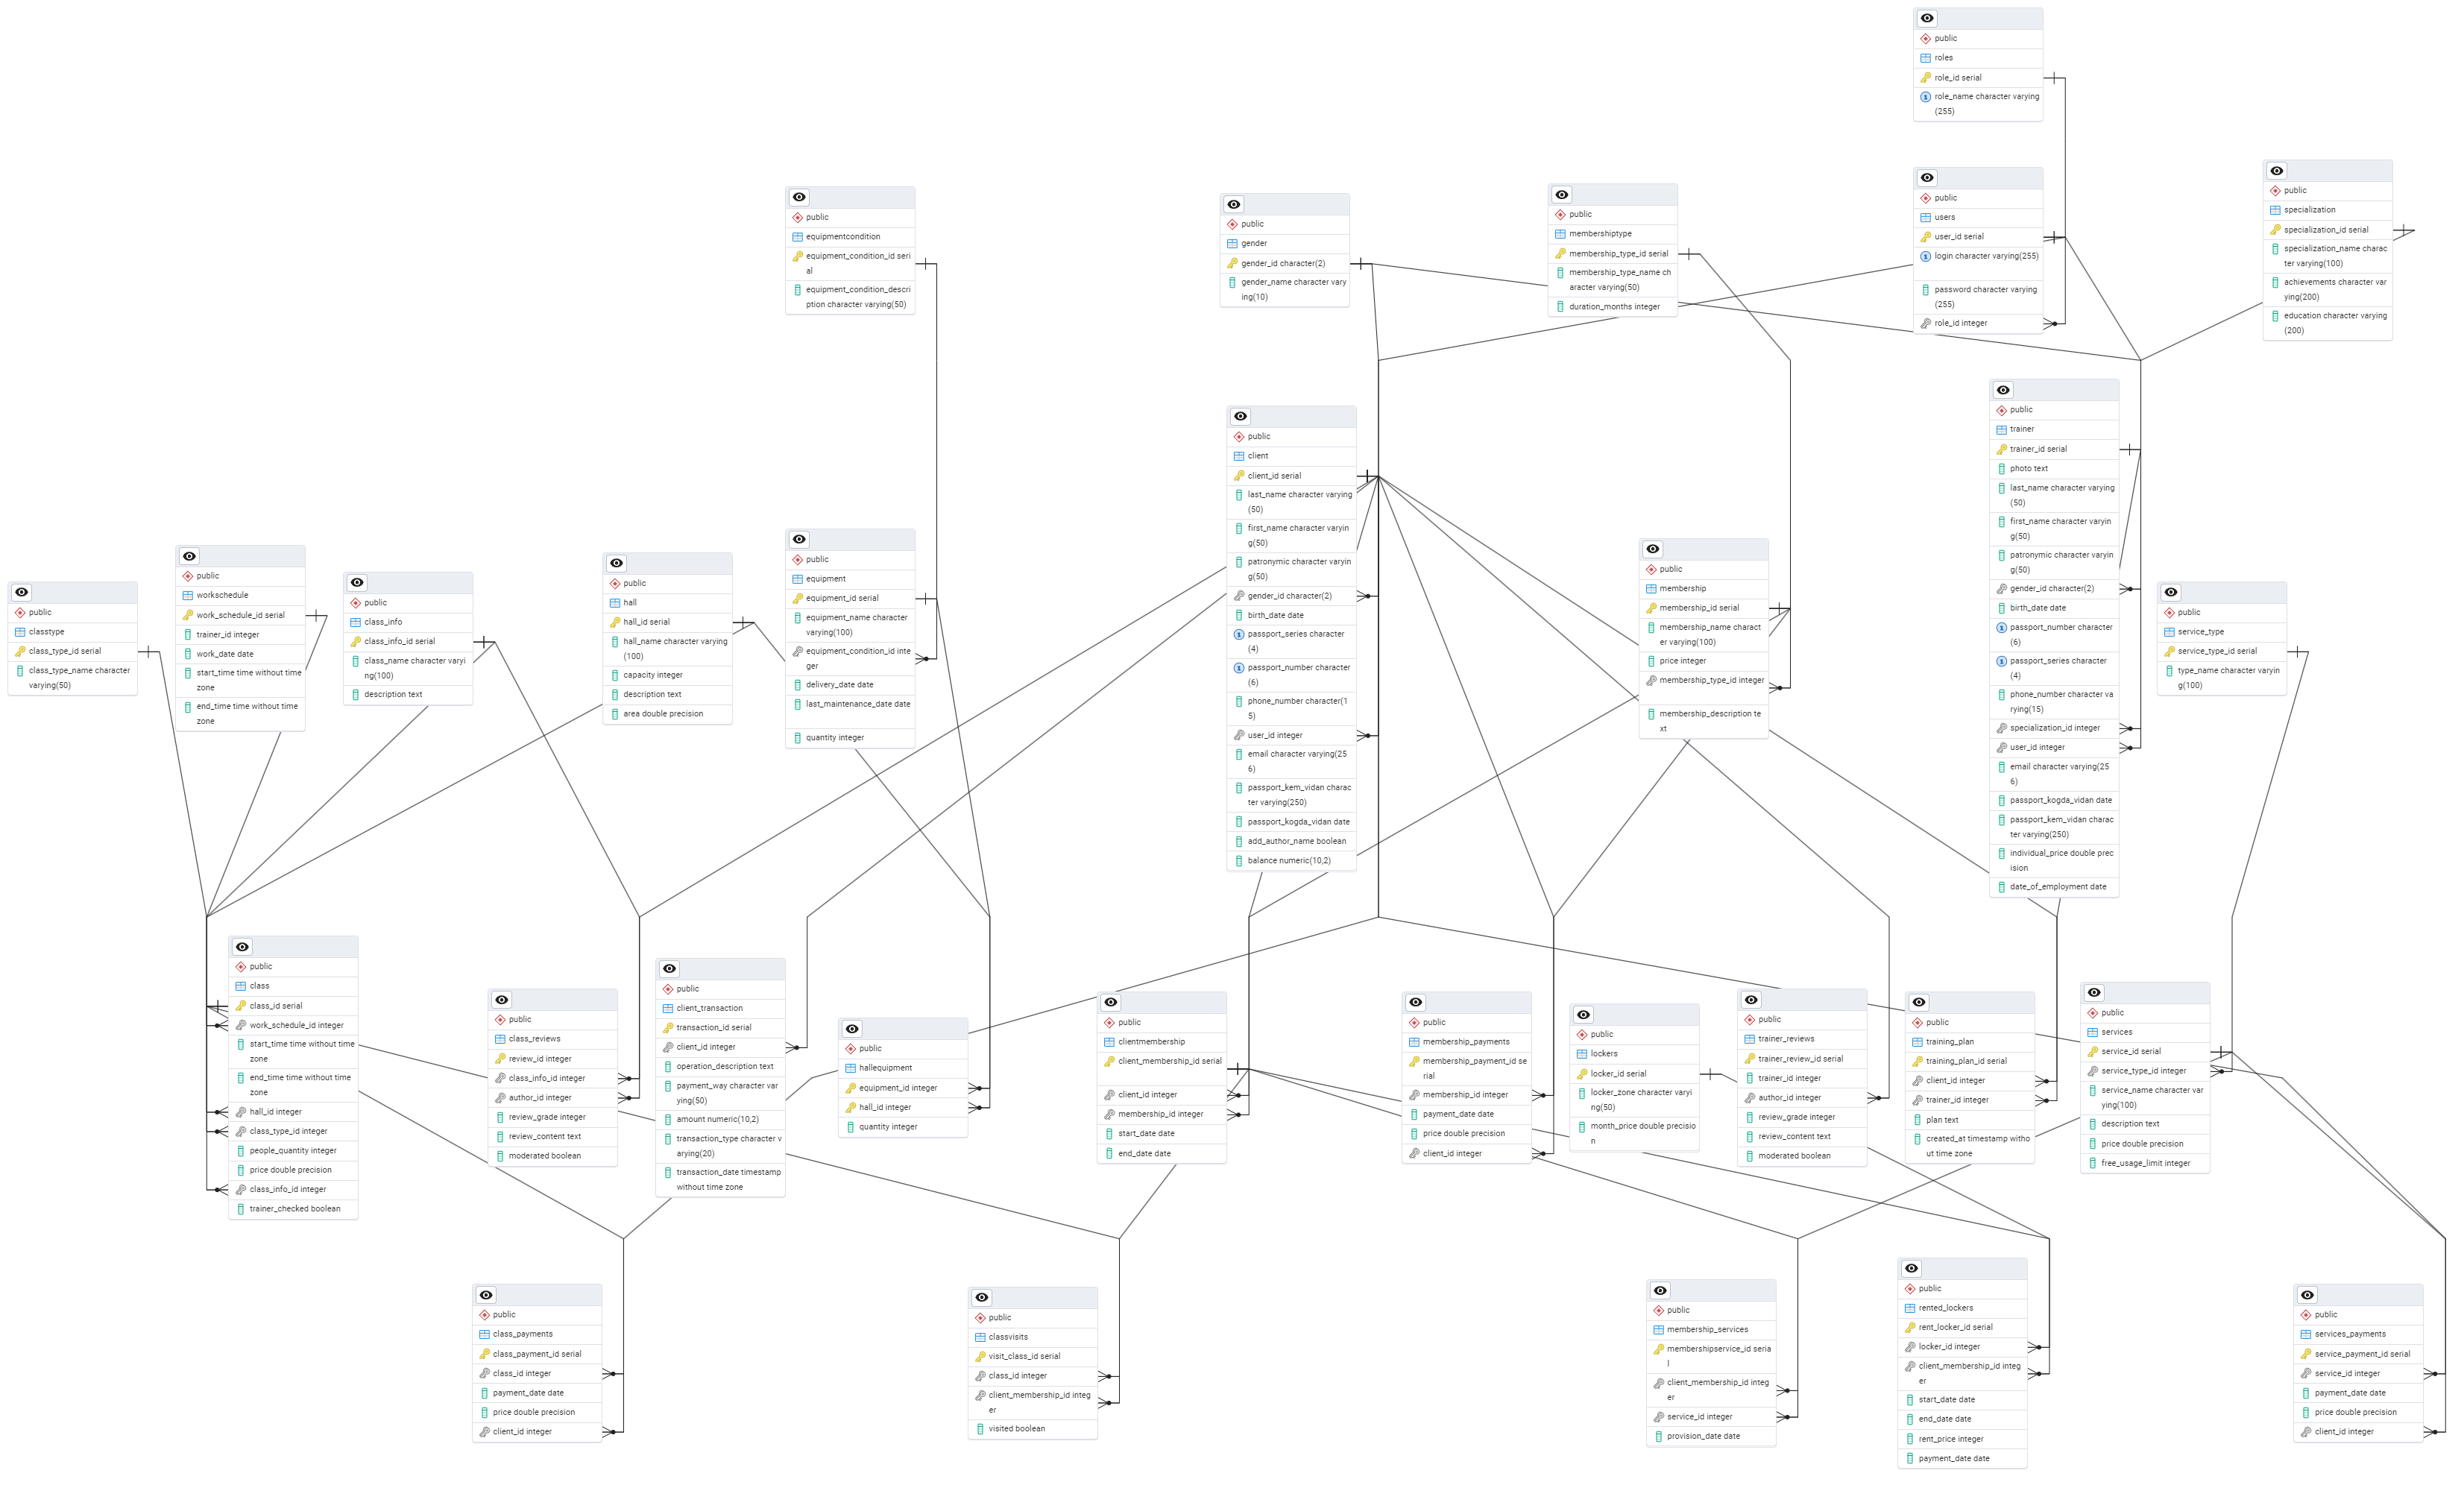 public
roles
role_id serial
role_name character varying
(255)
public
users
user_id serial
login character varying(255)
password character varying
(255)
role_id integer
public
specialization
specialization_id serial
specialization_name charac
ter varying(100)
achievements character var
ying(200)
education character varying
(200)
public
equipmentcondition
equipment_condition_id seri
al
equipment_condition_descri
ption character varying(50)
public
gender
gender_id character(2)
gender_name character vary
ing(10)
public
membershiptype
membership_type_id serial
membership_type_name ch
aracter varying(50)
duration_months integer
public
client
client_id serial
last_name character varying
(50)
first_name character varyin
g(50)
patronymic character varyin
g(50)
gender_id character(2)
birth_date date
passport_series character
(4)
passport_number character
(6)
phone_number character(1
5)
user_id integer
email character varying(25
6)
passport_kem_vidan charac
ter varying(250)
passport_kogda_vidan date
add_author_name boolean
balance numeric(10,2)
public
trainer
trainer_id serial
photo text
last_name character varying
(50)
first_name character varyin
g(50)
patronymic character varyin
g(50)
gender_id character(2)
birth_date date
passport_number character
(6)
passport_series character
(4)
phone_number character va
rying(15)
specialization_id integer
user_id integer
email character varying(25
6)
passport_kogda_vidan date
passport_kem_vidan charac
ter varying(250)
individual_price double prec
ision
date_of_employment date
public
classtype
class_type_id serial
class_type_name character
varying(50)
public
workschedule
work_schedule_id serial
trainer_id integer
work_date date
start_time time without time
zone
end_time time without time
zone
public
class_info
class_info_id serial
class_name character varyi
ng(100)
description text
public
hall
hall_id serial
hall_name character varying
(100)
capacity integer
description text
area double precision
public
equipment
equipment_id serial
equipment_name character
varying(100)
equipment_condition_id inte
ger
delivery_date date
last_maintenance_date date
quantity integer
public
membership
membership_id serial
membership_name charact
er varying(100)
price integer
membership_type_id integer
membership_description te
xt
public
service_type
service_type_id serial
type_name character varyin
g(100)
public
class
class_id serial
work_schedule_id integer
start_time time without time
zone
end_time time without time
zone
hall_id integer
class_type_id integer
people_quantity integer
price double precision
class_info_id integer
trainer_checked boolean
public
class_reviews
review_id integer
class_info_id integer
author_id integer
review_grade integer
review_content text
moderated boolean
public
client_transaction
transaction_id serial
client_id integer
operation_description text
payment_way character var
ying(50)
amount numeric(10,2)
transaction_type character v
arying(20)
transaction_date timestamp
without time zone
public
hallequipment
equipment_id integer
hall_id integer
quantity integer
public
clientmembership
client_membership_id serial
client_id integer
membership_id integer
start_date date
end_date date
public
membership_payments
membership_payment_id se
rial
membership_id integer
payment_date date
price double precision
client_id integer
public
lockers
locker_id serial
locker_zone character varyi
ng(50)
month_price double precisio
n
public
trainer_reviews
trainer_review_id serial
trainer_id integer
author_id integer
review_grade integer
review_content text
moderated boolean
public
training_plan
training_plan_id serial
client_id integer
trainer_id integer
plan text
created_at timestamp witho
ut time zone
public
services
service_id serial
service_type_id integer
service_name character var
ying(100)
description text
price double precision
free_usage_limit integer
public
class_payments
class_payment_id serial
class_id integer
payment_date date
price double precision
client_id integer
public
classvisits
visit_class_id serial
class_id integer
client_membership_id integ
er
visited boolean
public
membership_services
membershipservice_id seria
l
client_membership_id integ
er
service_id integer
provision_date date
public
rented_lockers
rent_locker_id serial
locker_id integer
client_membership_id integ
er
start_date date
end_date date
rent_price integer
payment_date date
public
services_payments
service_payment_id serial
service_id integer
payment_date date
price double precision
client_id integer